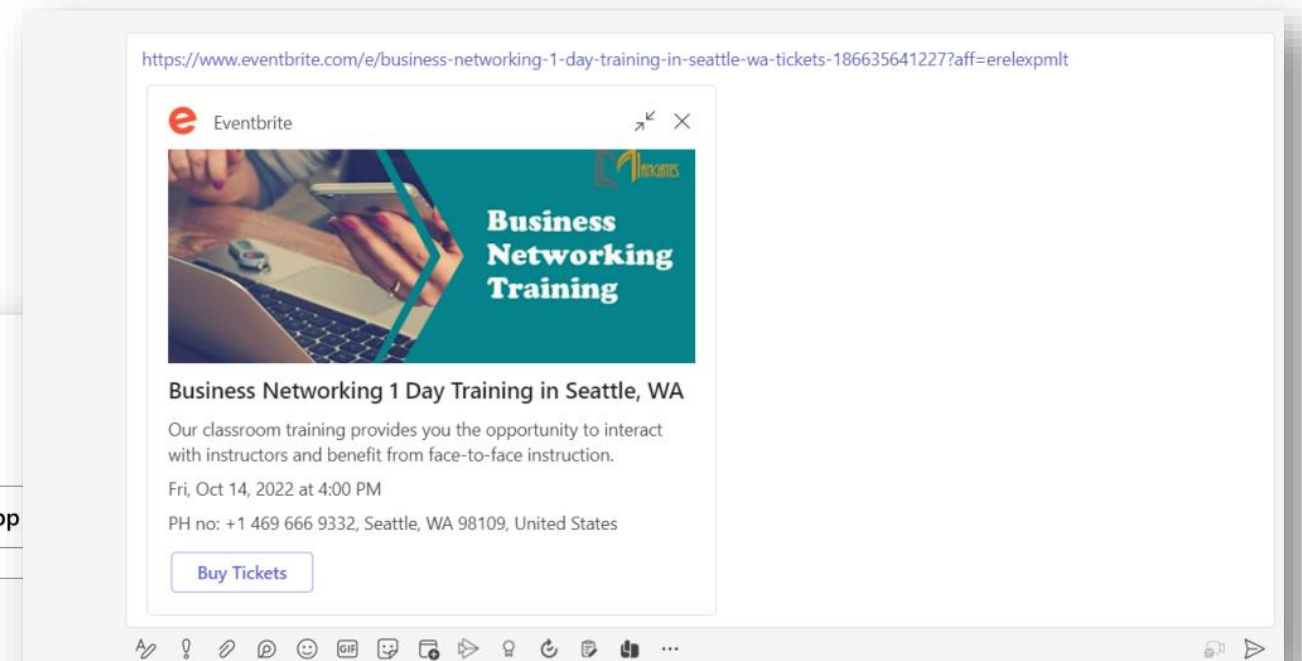 https://www.eventbrite.com/e/business-networking-1-day-training-in-seattle-wa-tickets-186635641227?aff=erelexpmlt
Eventbrite
Business
Networking
Training
Business Networking 1 Day Training in Seattle, WA
Our classroom training provides you the opportunity to interact
with instructors and benefit from face-to-face instruction.
Fri, Oct 14, 2022 at 4:00 PM
PH no: +1 469 666 9332, Seattle, WA 98109, United States
Buy Tickets
GIF